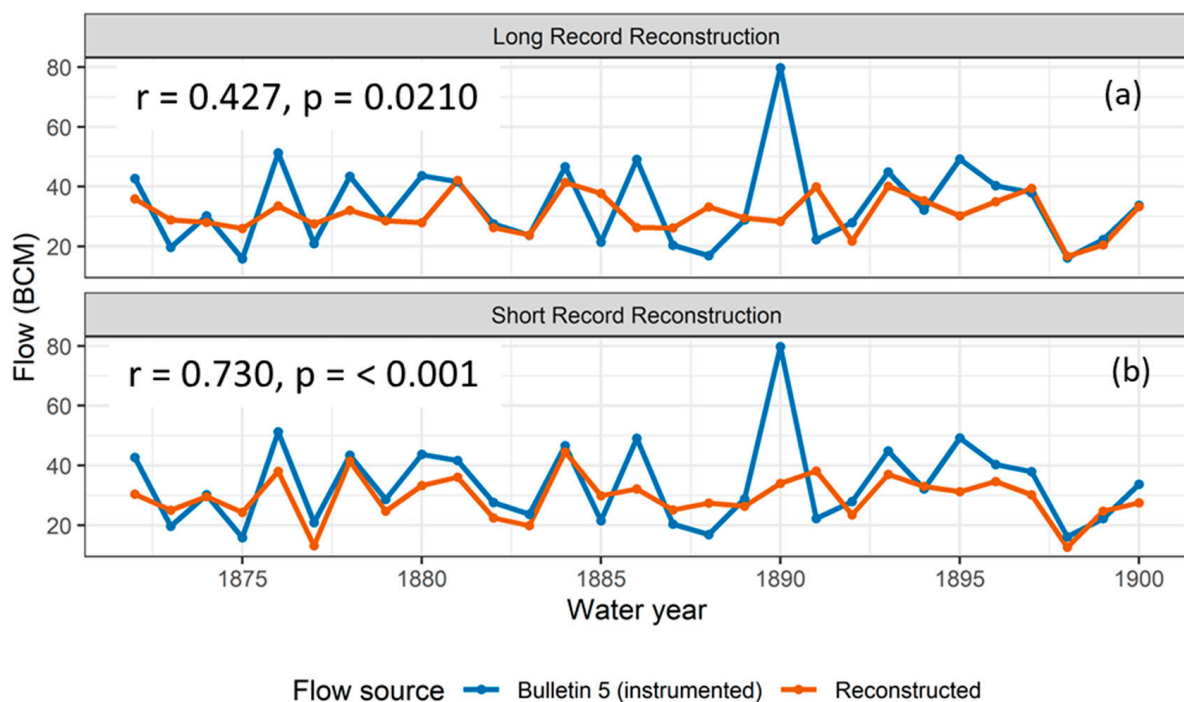 Long Record Reconstruction
r = 0.427, p = 0.0210
(a)
80
60
40
20
Short Record Reconstruction
r = 0.730, p = < 0.001
(b)
80
60
40
20
Flow (BCM)
1875 1880 1885 1890 1895 1900
Water year
Flow source Bulletin 5 (instrumented) Reconstructed